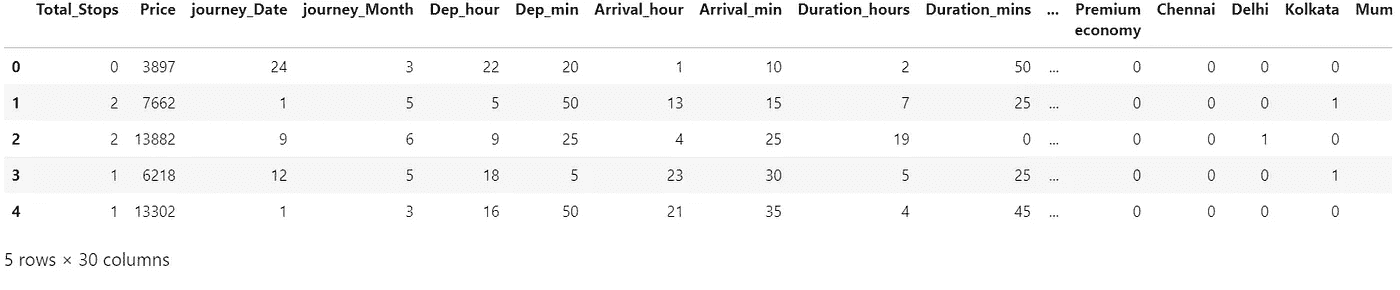 Total_Stops Price journey_Date journey_Month Dep_hour Dep_min Arrival_hour Arrival_min Duration_hours Duration_mins ... Premium economy Chennai Delhi Kolkata Mum
0 0 3897 24 3 22 20 1 10 2 50 ... 0 0 0 0
1 2 7662 1 5 5 50 13 15 7 25 ... 0 0 0 1
2 2 13882 9 6 9 25 4 25 19 0 ... 0 0 1 0
3 1 6218 12 5 18 5 23 30 5 25 ... 0 0 0 1
4 1 13302 1 3 16 50 21 35 4 45 ... 0 0 0 0
5 rows × 30 columns